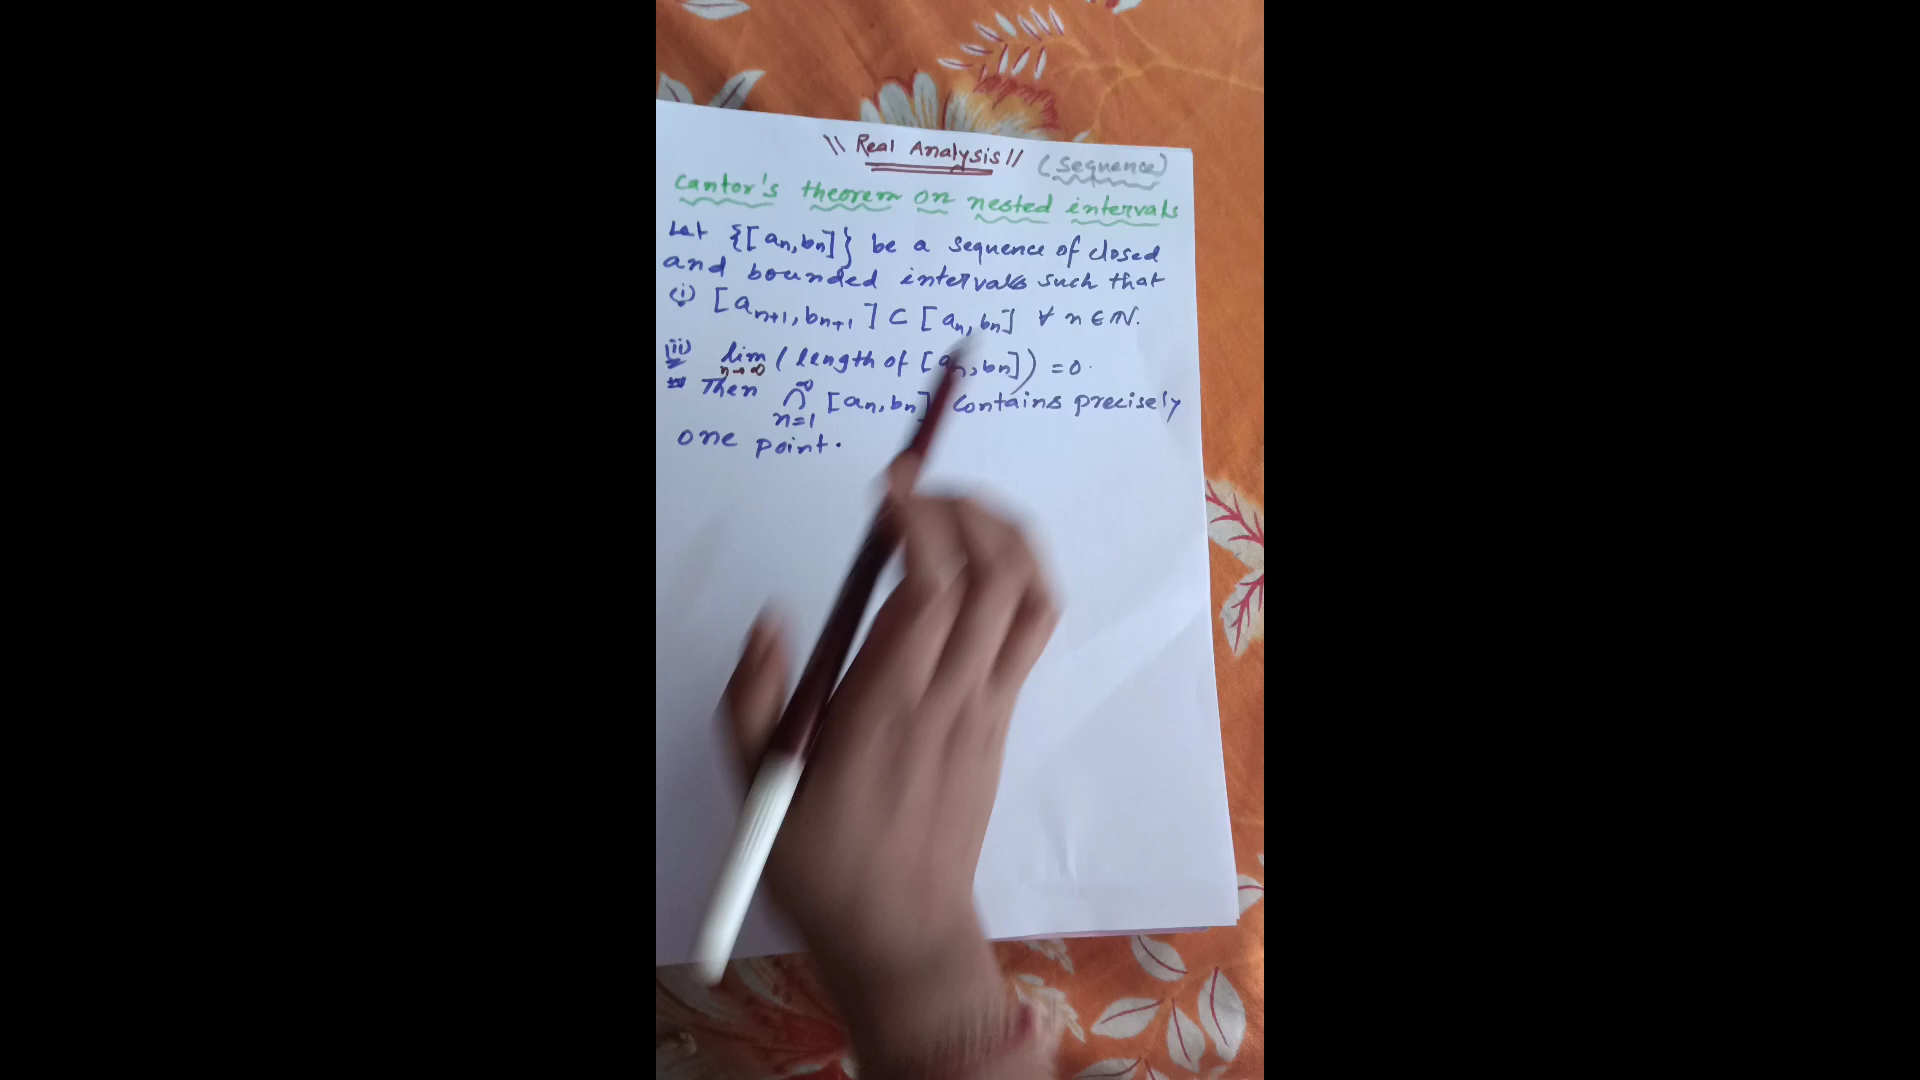 \\ Real Analysis // (sequence)
Cantor's theorem on nested intervals
Let {[an, bn]} be a sequence of closed
and bounded intervals such that
(i) [an+1, bn+1] ⊂ [an, bn] ∀ n ∈ ℕ.
(ii) lim n→∞ (length of [an, bn]) = 0.
Then ∞ ∩ n=1 [an, bn] contains precisely
one point.